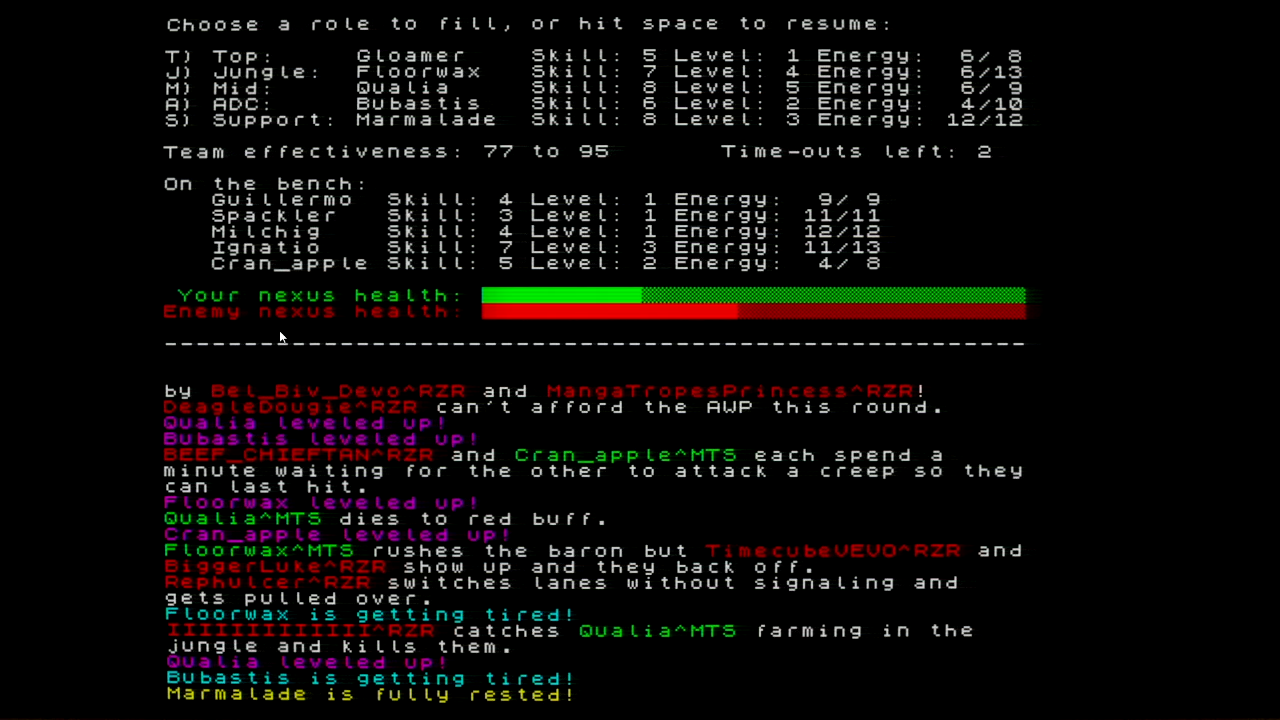 Choose a role to fill, or hit space to resume:
T) Top: Gloamer Skill: 5 Level: 1 Energy: 6/ 8
J) Jungle: Floorwax Skill: 7 Level: 4 Energy: 6/13
M) Mid: Qualia Skill: 8 Level: 5 Energy: 6/ 9
A) ADC: Bubastis Skill: 6 Level: 2 Energy: 4/10
S) Support: Marmalade Skill: 8 Level: 3 Energy: 12/12
Team effectiveness: 77 to 95 Time-outs left: 2
On the bench:
Guillermo Skill: 4 Level: 1 Energy: 9/ 9
Spackler Skill: 3 Level: 1 Energy: 11/11
Milchig Skill: 4 Level: 1 Energy: 12/12
Ignatio Skill: 7 Level: 3 Energy: 11/13
Cran_apple Skill: 5 Level: 2 Energy: 4/ 8
Your nexus health:
Enemy nexus health:
by Bel_Biv_Devo^RZR and MangaTropesPrincess^RZR!
DeagleDougie^RZR can't afford the AWP this round.
Qualia leveled up!
Bubastis leveled up!
BEEF_CHIEFTAN^RZR and Cran_apple^MTS each spend a
minute waiting for the other to attack a creep so they
can last hit.
Floorwax leveled up!
Qualia^MTS dies to red buff.
Cran_apple leveled up!
Floorwax^MTS rushes the baron but TimecubeVEVO^RZR and
BiggerLuke^RZR show up and they back off.
Rephulcer^RZR switches lanes without signaling and
gets pulled over.
Floorwax is getting tired!
IIIIIIIIIIIII^RZR catches Qualia^MTS farming in the
jungle and kills them.
Qualia leveled up!
Bubastis is getting tired!
Marmalade is fully rested!